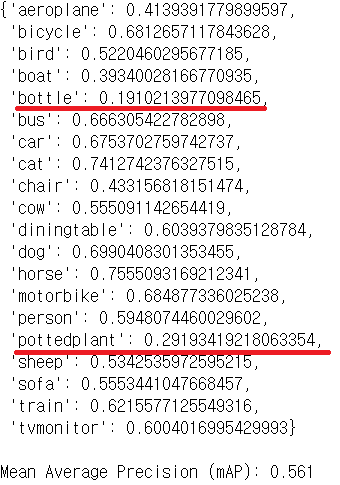 {'aeroplane': 0.4139391779899597,
'bicycle': 0.6812657117843628,
'bird': 0.5220460295677185,
'boat': 0.39340028166770935,
'bottle': 0.1910213977098465,
'bus': 0.666305422782898,
'car': 0.6753702759742737,
'cat': 0.7412742376327515,
'chair': 0.433156818151474,
'cow': 0.555091142654419,
'diningtable': 0.6039379835128784,
'dog': 0.6990408301353455,
'horse': 0.7555093169212341,
'motorbike': 0.684877336025238,
'person': 0.5948074460029602,
'pottedplant': 0.29193419218063354,
'sheep': 0.5342535972595215,
'sofa': 0.5553441047668457,
'train': 0.6215577125549316,
'tvmonitor': 0.6004016995429993}
Mean Average Precision (mAP): 0.561